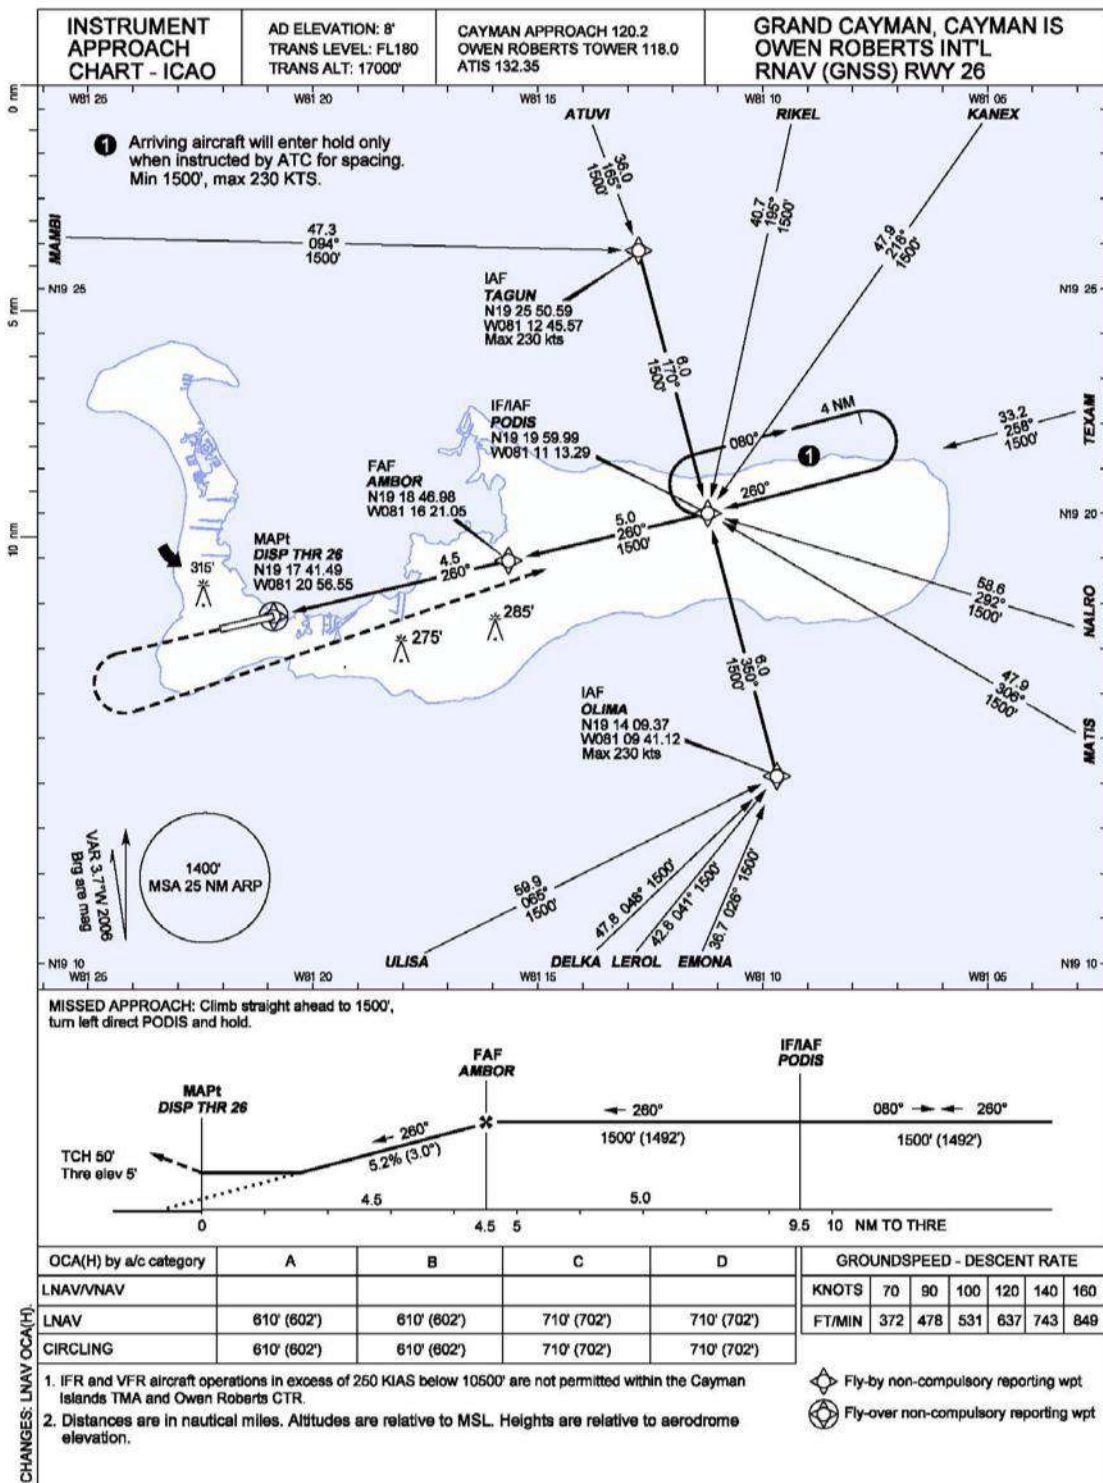 INSTRUMENT
APPROACH
CHART - ICAO
AD ELEVATION: 8'
TRANS LEVEL: FL180
TRANS ALT: 17000'
CAYMAN APPROACH 120.2
OWEN ROBERTS TOWER 118.0
ATIS 132.35
GRAND CAYMAN, CAYMAN IS
OWEN ROBERTS INT'L
RNAV (GNSS) RWY 26
0 nm
5 nm
10 nm
W81 25
W81 20
W81 15
W81 10
W81 05
ATUVI
RIKEL
KANEX
1 Arriving aircraft will enter hold only
when instructed by ATC for spacing.
Min 1500', max 230 KTS.
36.0
165°
1500'
40.7
195°
1500'
47.9
218°
1500'
MAMBI
47.3
094°
1500'
N19 25
N19 25
IAF
TAGUN
N19 25 50.59
W081 12 45.57
Max 230 kts
6.0
170°
1500'
IF/IAF
PODIS
N19 19 59.99
W081 11 13.29
4 NM
080°
1
260°
33.2
258°
1500'
TEXAM
FAF
AMBOR
N19 18 46.98
W081 16 21.05
N19 20
5.0
260°
1500'
MAPt
DISP THR 26
N19 17 41.49
W081 20 56.55
4.5
260°
315'
275'
285'
58.6
292°
1500'
NALRO
47.9
306°
1500'
MATIS
6.0
350°
1500'
IAF
OLIMA
N19 14 09.37
W081 09 41.12
Max 230 kts
VAR 3.7°W 2006
Brg are mag
1400'
MSA 25 NM ARP
59.9
065°
1500'
47.8 048° 1500'
42.8 041° 1500'
36.7 026° 1500'
ULISA
DELKA
LEROL
EMONA
N19 10
N19 10
W81 25
W81 20
W81 15
W81 10
W81 05
MISSED APPROACH: Climb straight ahead to 1500',
turn left direct PODIS and hold.
MAPt
DISP THR 26
FAF
AMBOR
IF/IAF
PODIS
260°
5.2% (3.0°)
260°
1500' (1492')
080°
260°
1500' (1492')
TCH 50'
Thre elev 5'
4.5
5.0
0
4.5
5
9.5
10
NM TO THRE
OCA(H) by a/c category A B C D
LNAV/VNAV
LNAV 610' (602') 610' (602') 710' (702') 710' (702')
CIRCLING 610' (602') 610' (602') 710' (702') 710' (702')
GROUNDSPEED - DESCENT RATE
KNOTS 70 90 100 120 140 160
FT/MIN 372 478 531 637 743 849
1. IFR and VFR aircraft operations in excess of 250 KIAS below 10500' are not permitted within the Cayman
Islands TMA and Owen Roberts CTR.
2. Distances are in nautical miles. Altitudes are relative to MSL. Heights are relative to aerodrome
elevation.
Fly-by non-compulsory reporting wpt
Fly-over non-compulsory reporting wpt
CHANGES: LNAV OCA(H).